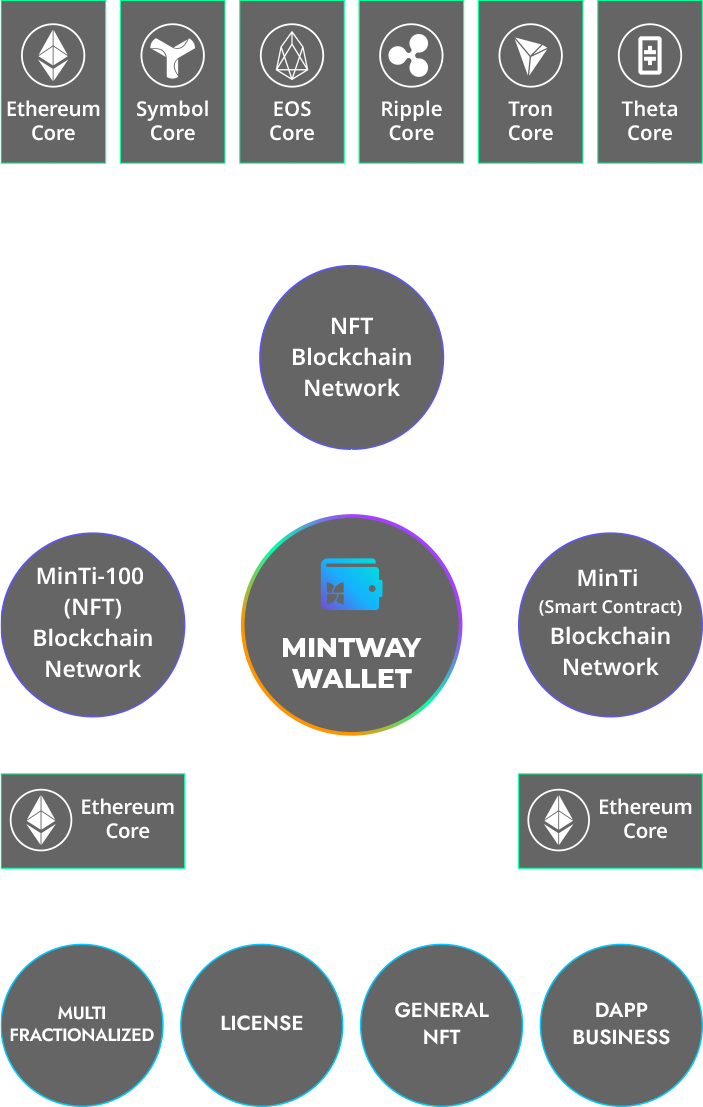 Ethereum
Core
Symbol
Core
EOS
Core
Ripple
Core
Tron
Core
Theta
Core
NFT
Blockchain
Network
MinTi-100
(NFT)
Blockchain
Network
MINTWAY
WALLET
MinTi
(Smart Contract)
Blockchain
Network
Ethereum
Core
Ethereum
Core
MULTI
FRACTIONALIZED
LICENSE
GENERAL
NFT
DAPP
BUSINESS